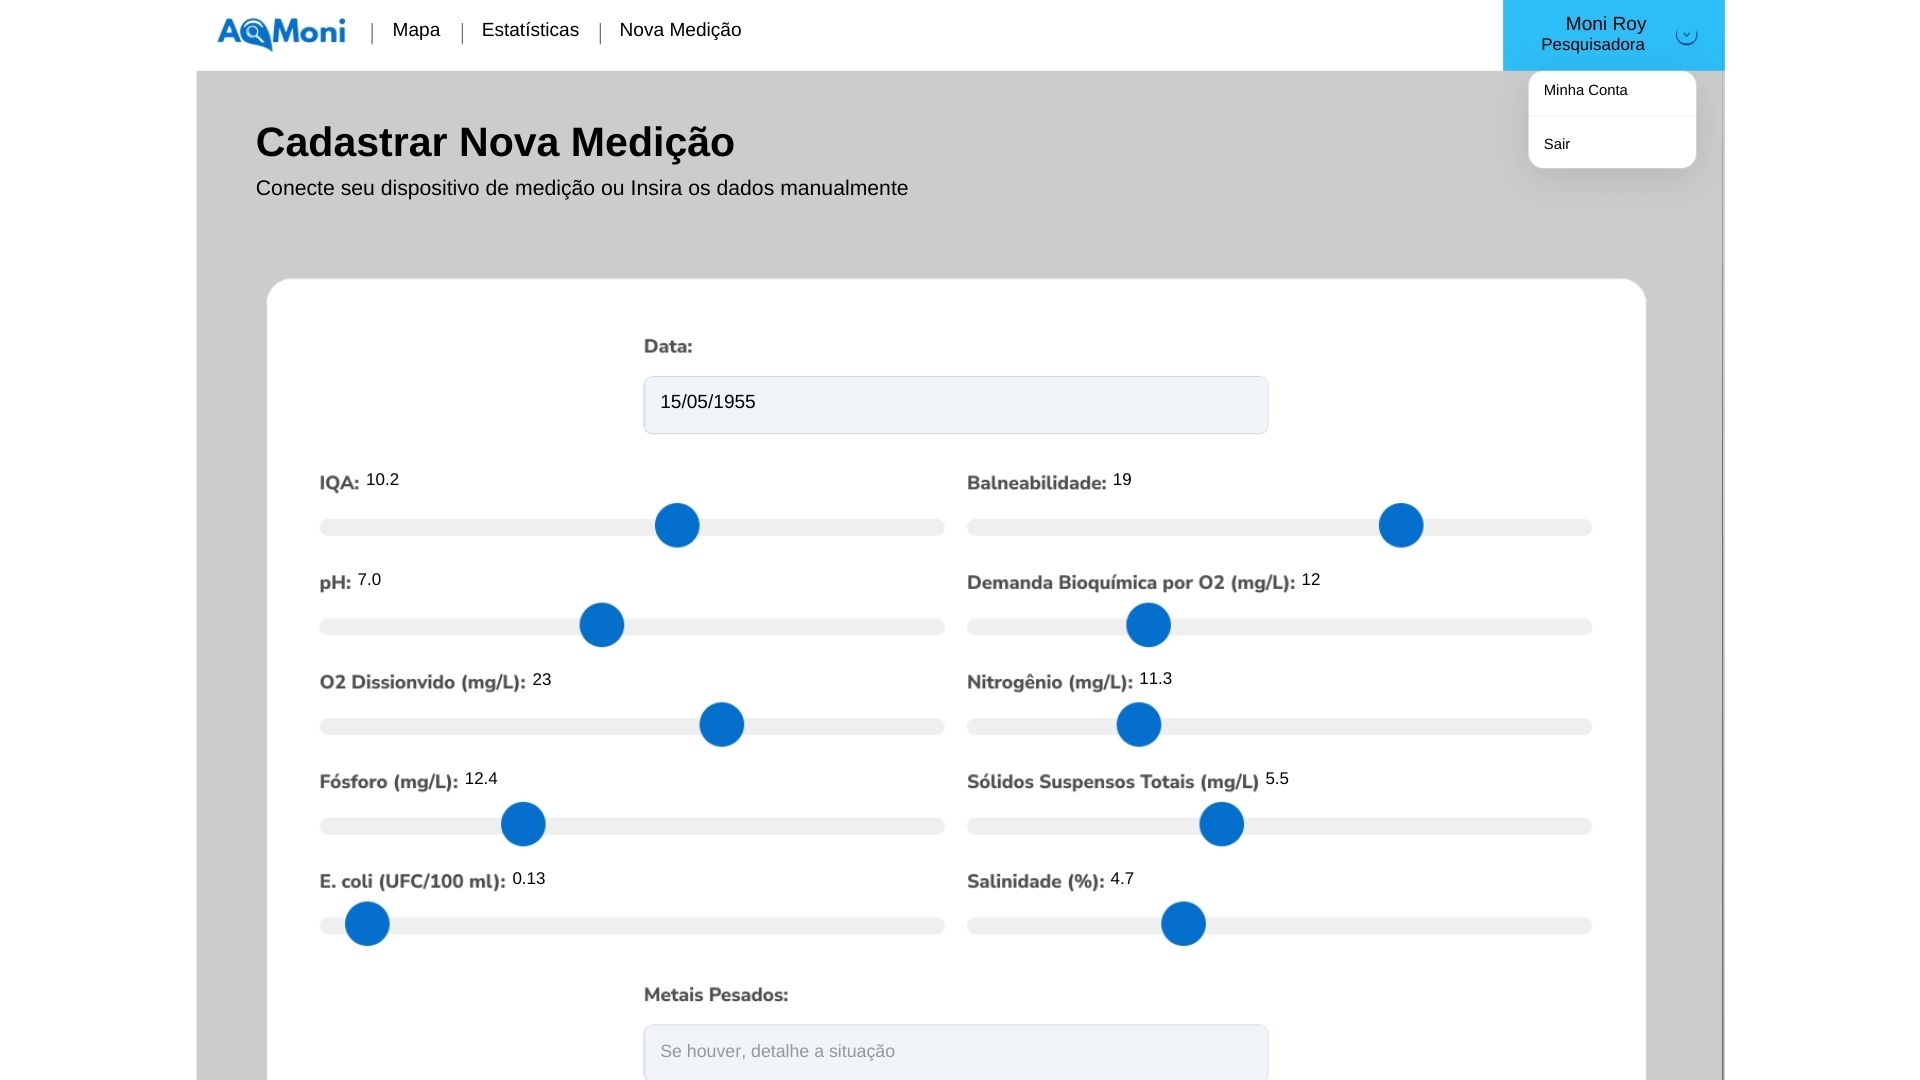 AQMoni | Mapa | Estatísticas | Nova Medição
Moni Roy
Pesquisadora
Minha Conta
Sair
Cadastrar Nova Medição
Conecte seu dispositivo de medição ou Insira os dados manualmente
Data:
15/05/1955
IQA: 10.2
Balneabilidade: 19
pH: 7.0
Demanda Bioquímica por O2 (mg/L): 12
O2 Dissionvido (mg/L): 23
Nitrogênio (mg/L): 11.3
Fósforo (mg/L): 12.4
Sólidos Suspensos Totais (mg/L) 5.5
E. coli (UFC/100 ml): 0.13
Salinidade (%): 4.7
Metais Pesados:
Se houver, detalhe a situação